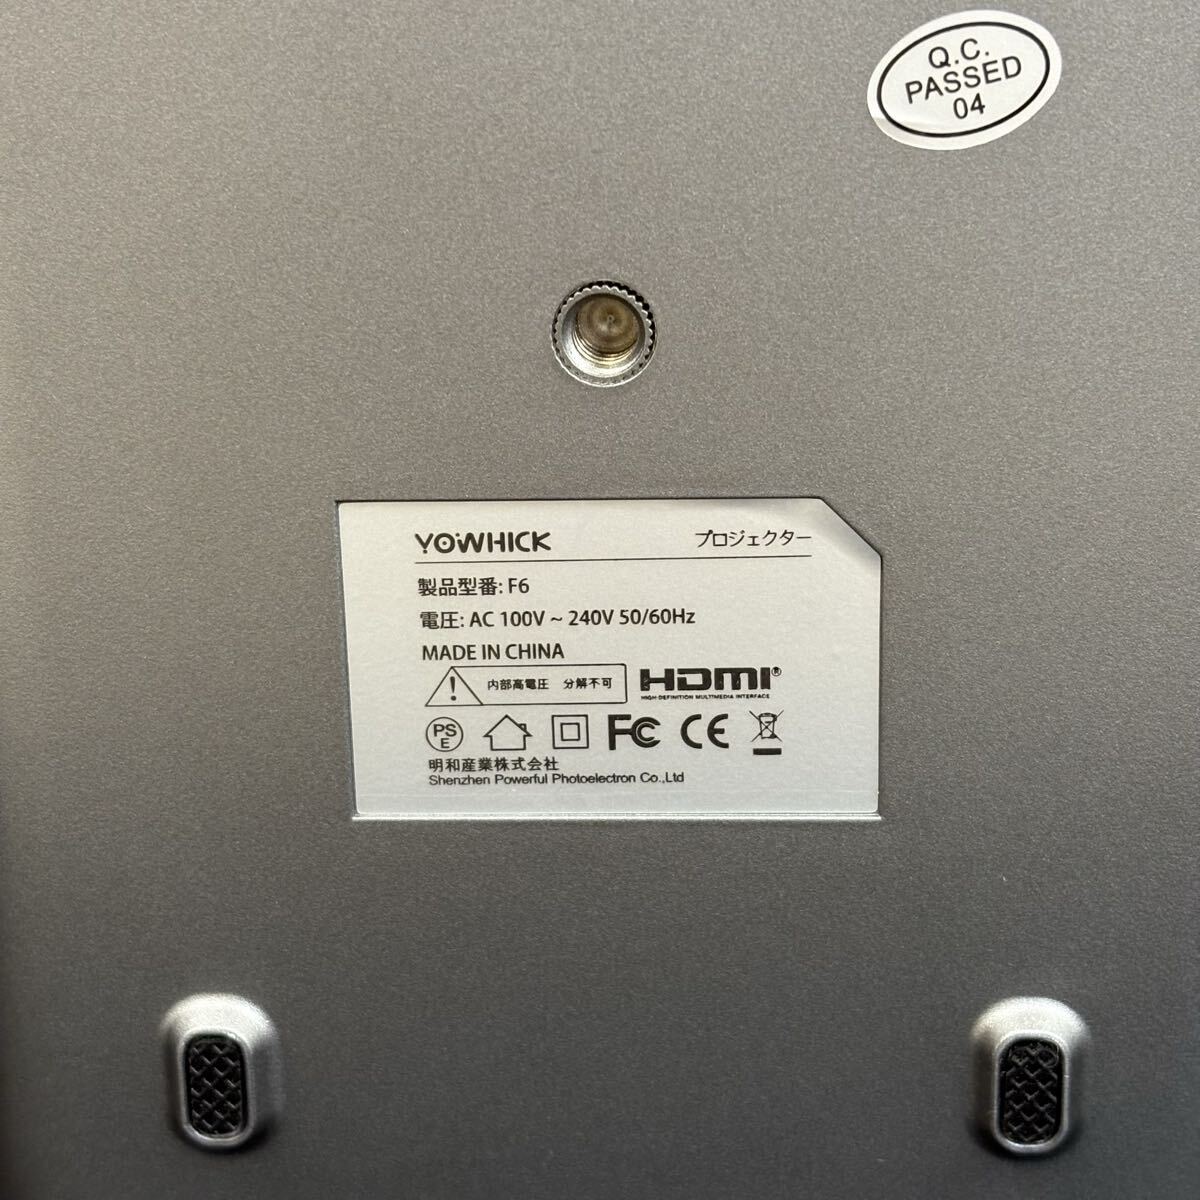 Q.C.
PASSED
04
YOWHICK プロジェクター
製品型番: F6
電圧: AC 100V ~ 240V 50/60Hz
MADE IN CHINA
! 内部高電圧 分解不可 HDMI®
HIGH-DEFINITION MULTIMEDIA INTERFACE
PS
E FC CE
明和産業株式会社
Shenzhen Powerful Photoelectron Co.,Ltd